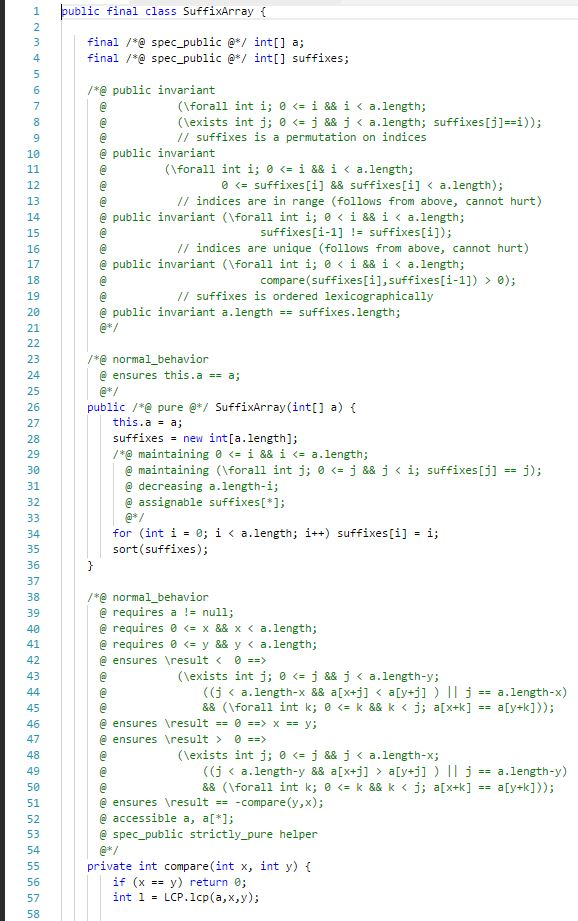 1 public final class SuffixArray {
2
3 final /*@ spec_public @*/ int[] a;
4 final /*@ spec_public @*/ int[] suffixes;
5
6 /*@ public invariant
7 @ (\forall int i; 0 <= i && i < a.length;
8 @ (\exists int j; 0 <= j && j < a.length; suffixes[j]==i));
9 @ // suffixes is a permutation on indices
10 @ public invariant
11 @ (\forall int i; 0 <= i && i < a.length;
12 @ 0 <= suffixes[i] && suffixes[i] < a.length);
13 @ // indices are in range (follows from above, cannot hurt)
14 @ public invariant (\forall int i; 0 < i && i < a.length;
15 @ suffixes[i-1] != suffixes[i]);
16 @ // indices are unique (follows from above, cannot hurt)
17 @ public invariant (\forall int i; 0 < i && i < a.length;
18 @ compare(suffixes[i],suffixes[i-1]) > 0);
19 @ // suffixes is ordered lexicographically
20 @ public invariant a.length == suffixes.length;
21 @*/
22
23 /*@ normal_behavior
24 @ ensures this.a == a;
25 @*/
26 public /*@ pure @*/ SuffixArray(int[] a) {
27 this.a = a;
28 suffixes = new int[a.length];
29 /*@ maintaining 0 <= i && i <= a.length;
30 @ maintaining (\forall int j; 0 <= j && j < i; suffixes[j] == j);
31 @ decreasing a.length-i;
32 @ assignable suffixes[*];
33 @*/
34 for (int i = 0; i < a.length; i++) suffixes[i] = i;
35 sort(suffixes);
36 }
37
38 /*@ normal_behavior
39 @ requires a != null;
40 @ requires 0 <= x && x < a.length;
41 @ requires 0 <= y && y < a.length;
42 @ ensures \result < 0 ==>
43 @ (\exists int j; 0 <= j && j < a.length-y;
44 @ ((j < a.length-x && a[x+j] < a[y+j] ) || j == a.length-x)
45 @ && (\forall int k; 0 <= k && k < j; a[x+k] == a[y+k]));
46 @ ensures \result == 0 ==> x == y;
47 @ ensures \result > 0 ==>
48 @ (\exists int j; 0 <= j && j < a.length-x;
49 @ ((j < a.length-y && a[x+j] > a[y+j] ) || j == a.length-y)
50 @ && (\forall int k; 0 <= k && k < j; a[x+k] == a[y+k]));
51 @ ensures \result == -compare(y,x);
52 @ accessible a, a[*];
53 @ spec_public strictly_pure helper
54 @*/
55 private int compare(int x, int y) {
56 if (x == y) return 0;
57 int l = LCP.lcp(a,x,y);
58